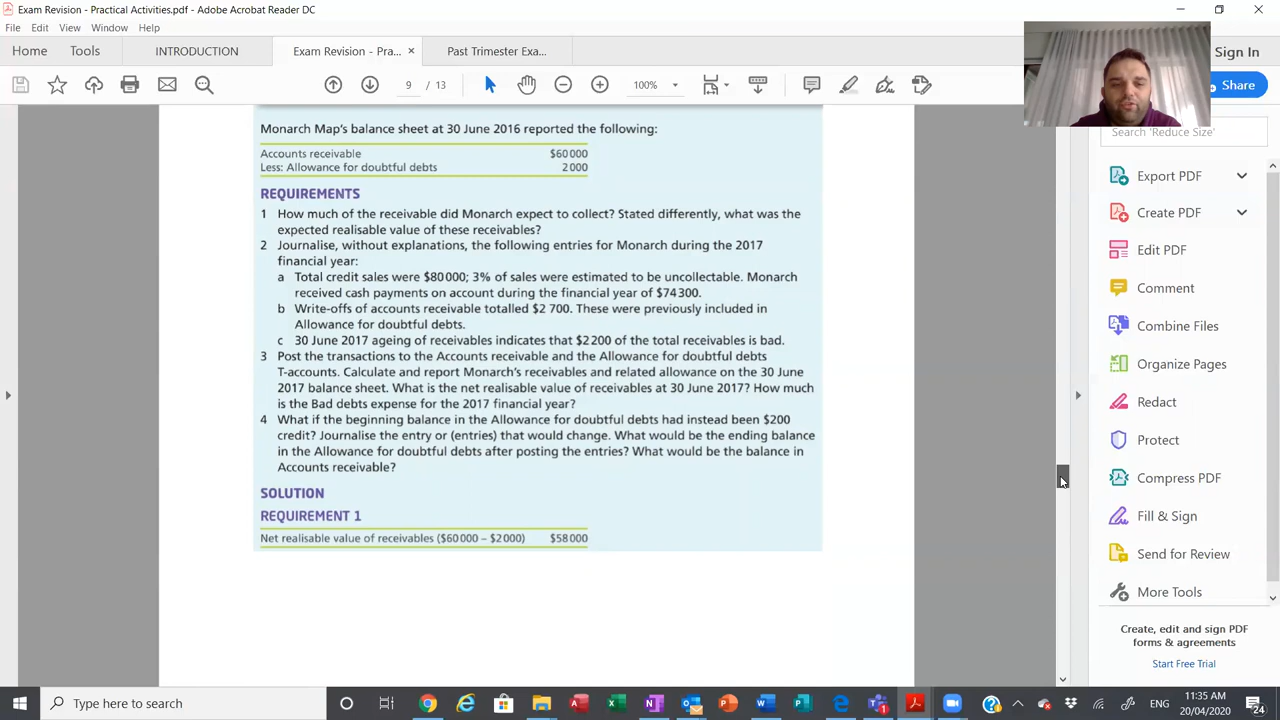 Exam Revision - Practical Activities.pdf - Adobe Acrobat Reader DC
File Edit View Window Help
Home Tools INTRODUCTION Exam Revision - Pra... × Past Trimester Exa... Sign In
9 / 13 100% Share
Search 'Reduce Size'
Export PDF
Create PDF
Edit PDF
Comment
Combine Files
Organize Pages
Redact
Protect
Compress PDF
Fill & Sign
Send for Review
More Tools
Create, edit and sign PDF
forms & agreements
Start Free Trial
Monarch Map's balance sheet at 30 June 2016 reported the following:
Accounts receivable $60 000
Less: Allowance for doubtful debts 2 000
REQUIREMENTS
1 How much of the receivable did Monarch expect to collect? Stated differently, what was the
expected realisable value of these receivables?
2 Journalise, without explanations, the following entries for Monarch during the 2017
financial year:
a Total credit sales were $80 000; 3% of sales were estimated to be uncollectable. Monarch
received cash payments on account during the financial year of $74 300.
b Write-offs of accounts receivable totalled $2 700. These were previously included in
Allowance for doubtful debts.
c 30 June 2017 ageing of receivables indicates that $2 200 of the total receivables is bad.
3 Post the transactions to the Accounts receivable and the Allowance for doubtful debts
T-accounts. Calculate and report Monarch's receivables and related allowance on the 30 June
2017 balance sheet. What is the net realisable value of receivables at 30 June 2017? How much
is the Bad debts expense for the 2017 financial year?
4 What if the beginning balance in the Allowance for doubtful debts had instead been $200
credit? Journalise the entry or (entries) that would change. What would be the ending balance
in the Allowance for doubtful debts after posting the entries? What would be the balance in
Accounts receivable?
SOLUTION
REQUIREMENT 1
Net realisable value of receivables ($60 000 – $2 000) $58 000
Type here to search
ENG
11:35 AM
20/04/2020
24